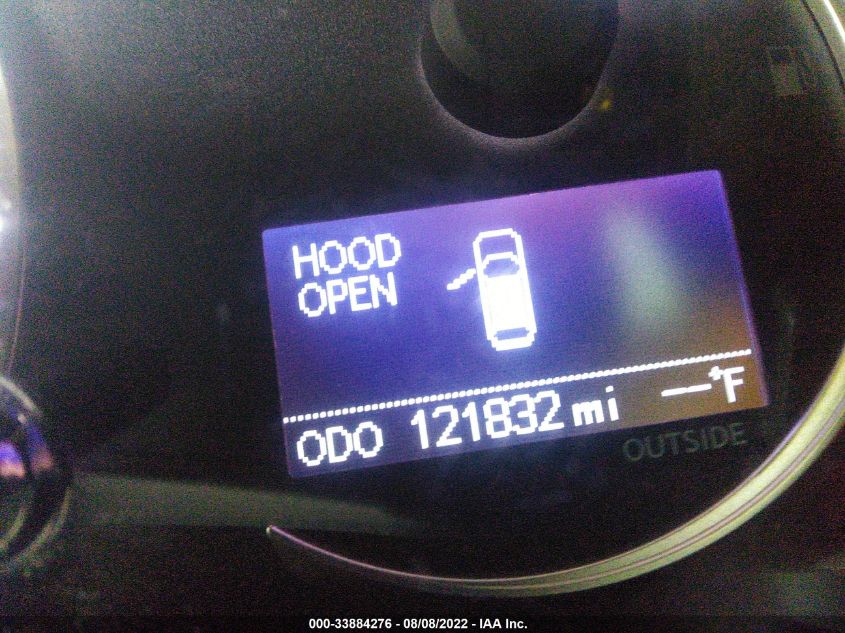 HOOD
OPEN
ODO 121832 mi —°F
OUTSIDE
000-33884276 - 08/08/2022 - IAA Inc.